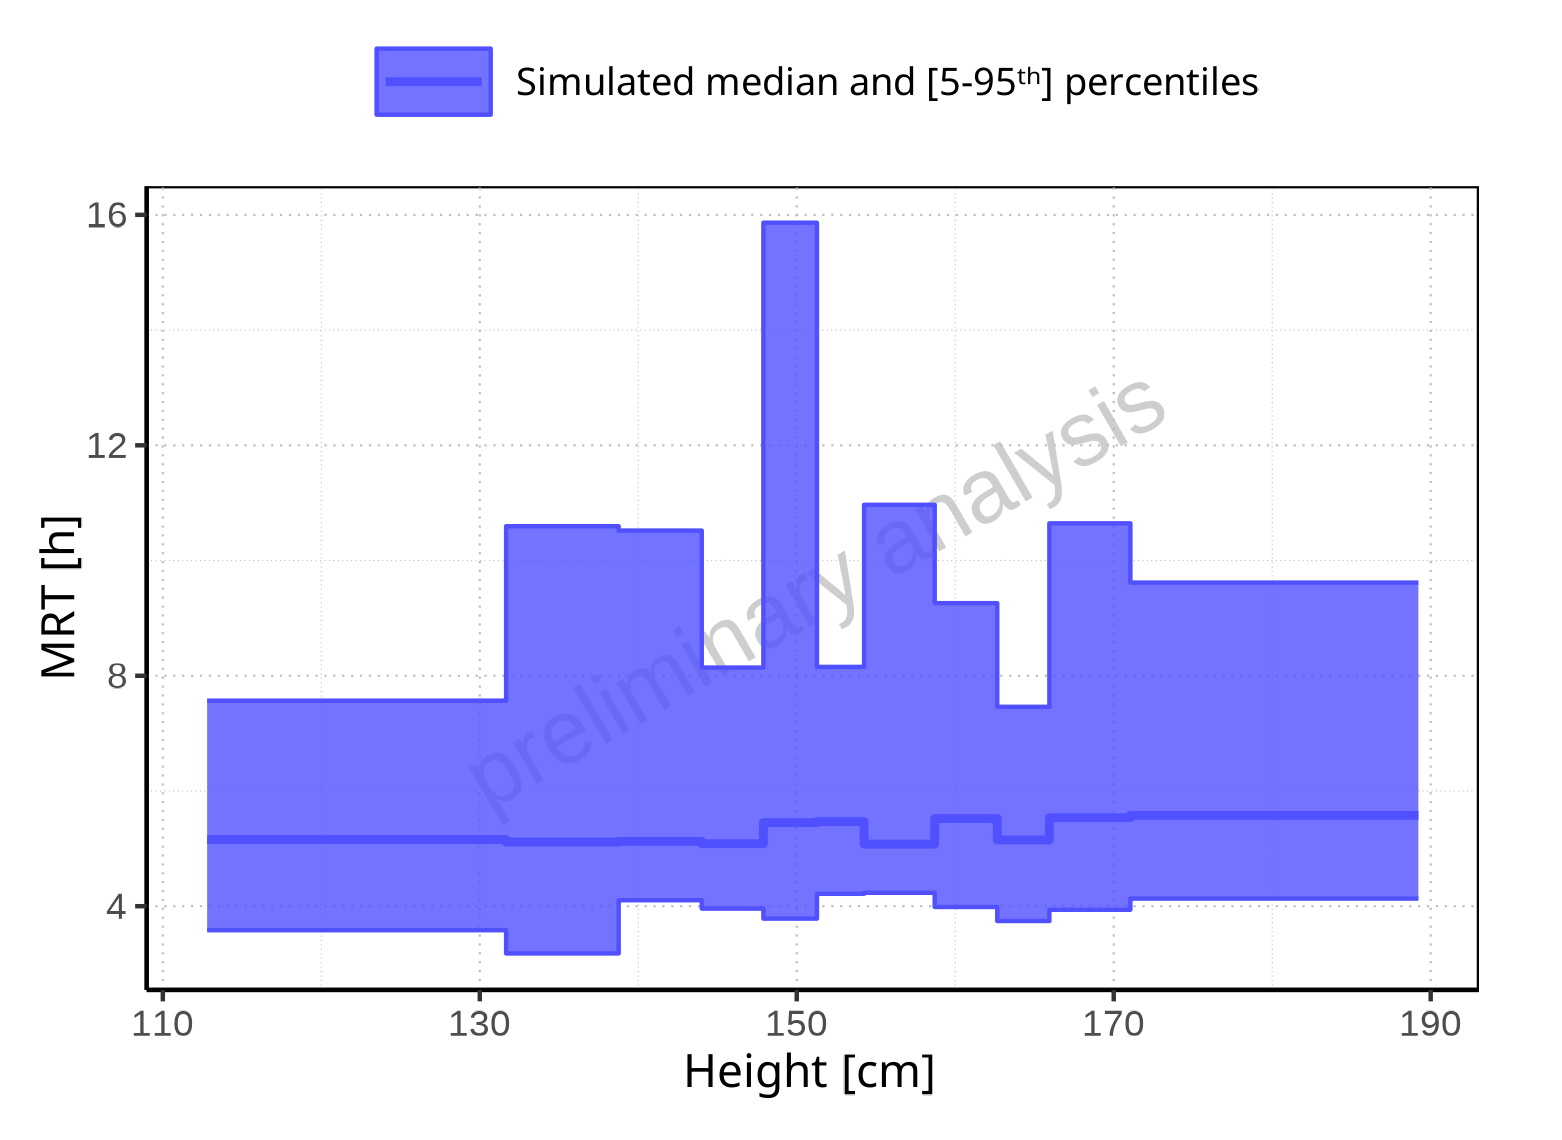 Simulated median and [5-95ᵗʰ] percentiles
16
12
8
4
MRT [h]
preliminary analysis
110 130 150 170 190
Height [cm]